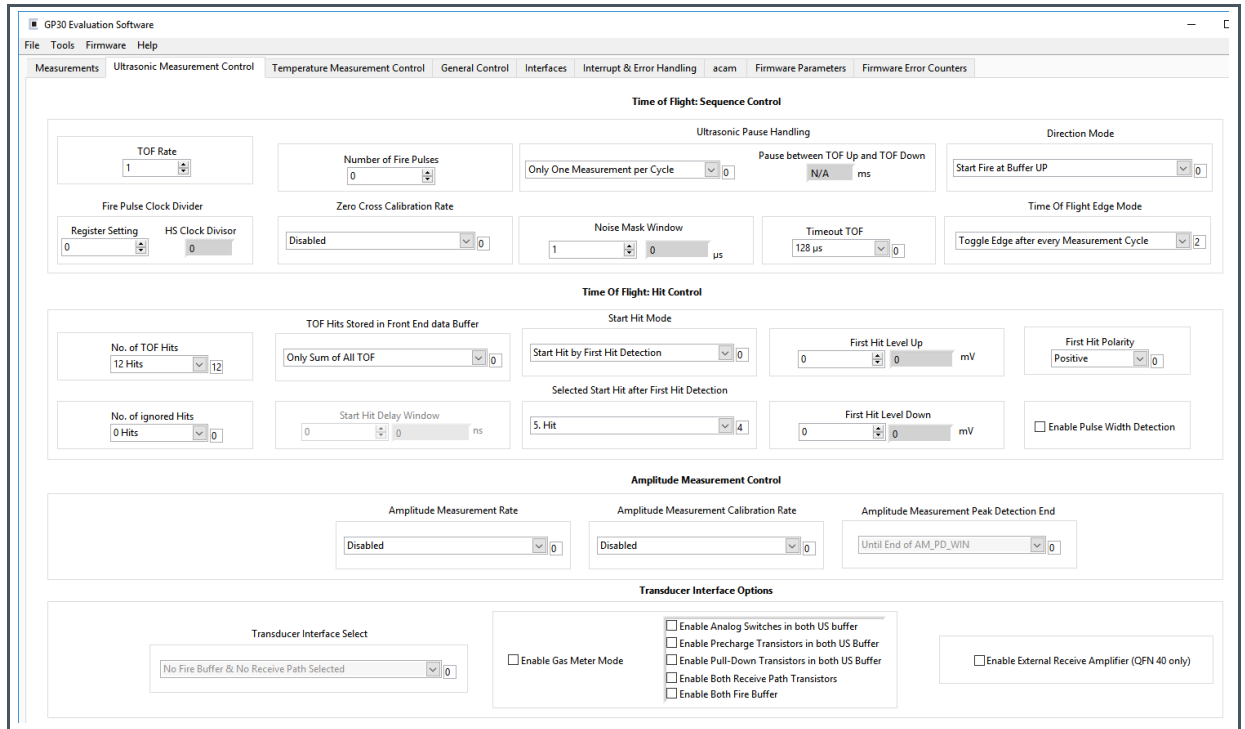 GP30 Evaluation Software
File Tools Firmware Help
Measurements Ultrasonic Measurement Control Temperature Measurement Control General Control Interfaces Interrupt & Error Handling acam Firmware Parameters Firmware Error Counters
Time of Flight: Sequence Control
Ultrasonic Pause Handling Direction Mode
TOF Rate
1
Number of Fire Pulses
0
Only One Measurement per Cycle 0
Pause between TOF Up and TOF Down
N/A ms
Start Fire at Buffer UP 0
Fire Pulse Clock Divider Zero Cross Calibration Rate Time Of Flight Edge Mode
Register Setting HS Clock Divisor
0 0
Disabled 0
Noise Mask Window
1 0 µs
Timeout TOF
128 µs 0
Toggle Edge after every Measurement Cycle 2
Time Of Flight: Hit Control
TOF Hits Stored in Front End data Buffer Start Hit Mode
No. of TOF Hits
12 Hits 12
Only Sum of All TOF 0
Start Hit by First Hit Detection 0
First Hit Level Up
0 0 mV
First Hit Polarity
Positive 0
Selected Start Hit after First Hit Detection
No. of ignored Hits
0 Hits 0
Start Hit Delay Window
0 0 ns
5. Hit 4
First Hit Level Down
0 0 mV
Enable Pulse Width Detection
Amplitude Measurement Control
Amplitude Measurement Rate Amplitude Measurement Calibration Rate Amplitude Measurement Peak Detection End
Disabled 0 Disabled 0 Until End of AM_PD_WIN 0
Transducer Interface Options
Transducer Interface Select
No Fire Buffer & No Receive Path Selected 0
Enable Gas Meter Mode
Enable Analog Switches in both US buffer
Enable Precharge Transistors in both US Buffer
Enable Pull-Down Transistors in both US Buffer
Enable Both Receive Path Transistors
Enable Both Fire Buffer
Enable External Receive Amplifier (QFN 40 only)